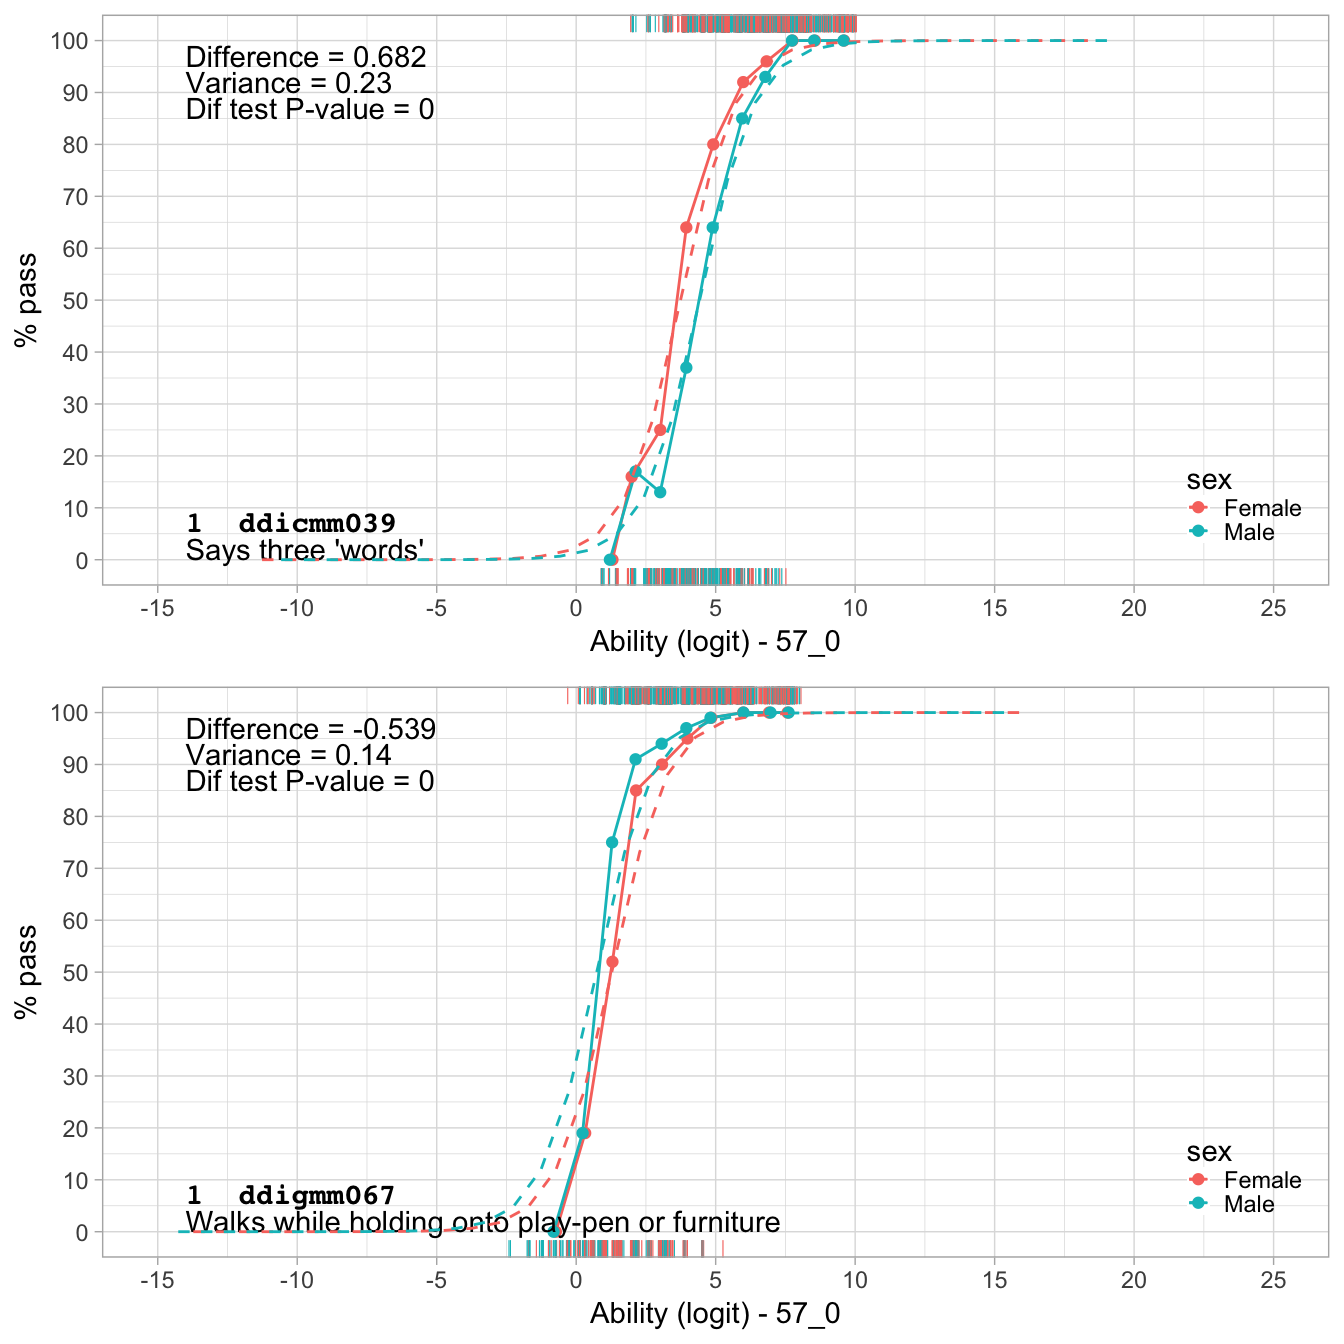 100
90
80
70
60
50
40
30
20
10
0
% pass
Difference = 0.682
Variance = 0.23
Dif test P-value = 0
1 ddicmm039
Says three 'words'
sex
Female
Male
-15 -10 -5 0 5 10 15 20 25
Ability (logit) - 57_0
100
90
80
70
60
50
40
30
20
10
0
% pass
Difference = -0.539
Variance = 0.14
Dif test P-value = 0
1 ddigmm067
Walks while holding onto play-pen or furniture
sex
Female
Male
-15 -10 -5 0 5 10 15 20 25
Ability (logit) - 57_0